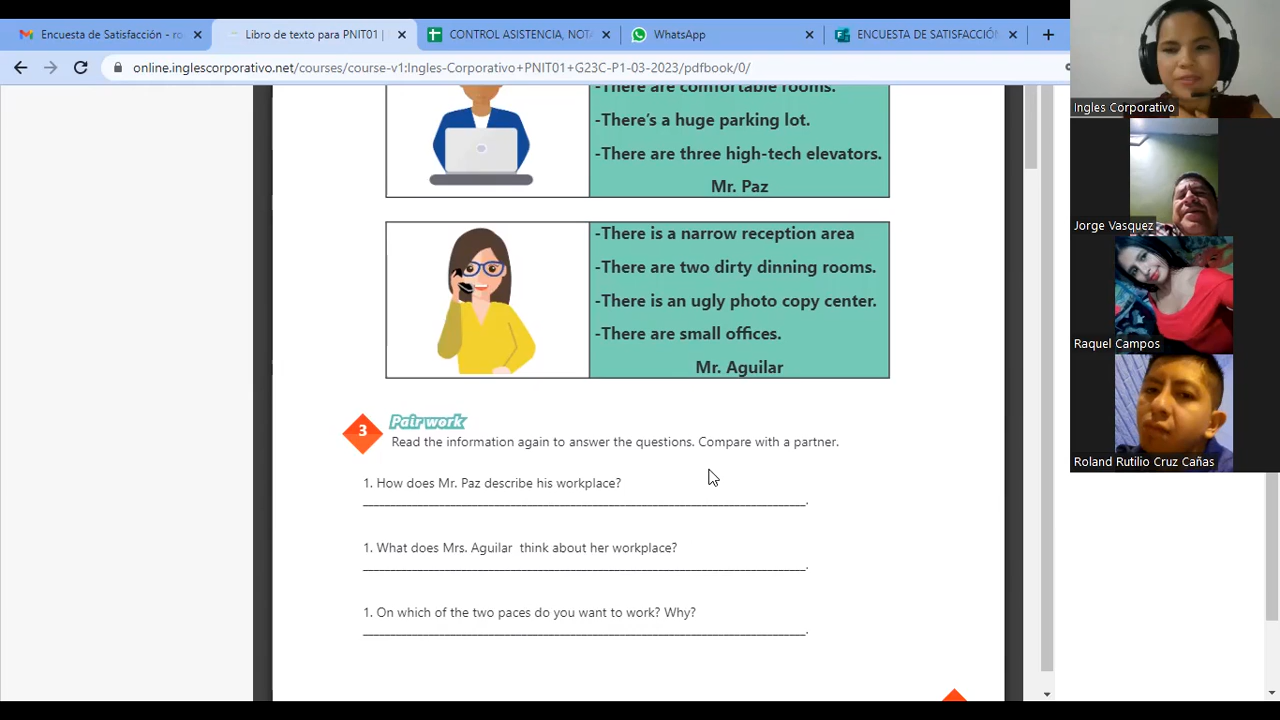 Encuesta de Satisfacción - ro
Libro de texto para PNIT01 |
CONTROL ASISTENCIA, NOTA
WhatsApp
ENCUESTA DE SATISFACCIÓN
online.inglescorporativo.net/courses/course-v1:Ingles-Corporativo+PNIT01+G23C-P1-03-2023/pdfbook/0/
-There are comfortable rooms.
-There's a huge parking lot.
-There are three high-tech elevators.
Mr. Paz
-There is a narrow reception area
-There are two dirty dinning rooms.
-There is an ugly photo copy center.
-There are small offices.
Mr. Aguilar
3
Pair work
Read the information again to answer the questions. Compare with a partner.
1. How does Mr. Paz describe his workplace?
1. What does Mrs. Aguilar think about her workplace?
1. On which of the two paces do you want to work? Why?
Ingles Corporativo
Jorge Vasquez
Raquel Campos
Roland Rutilio Cruz Cañas